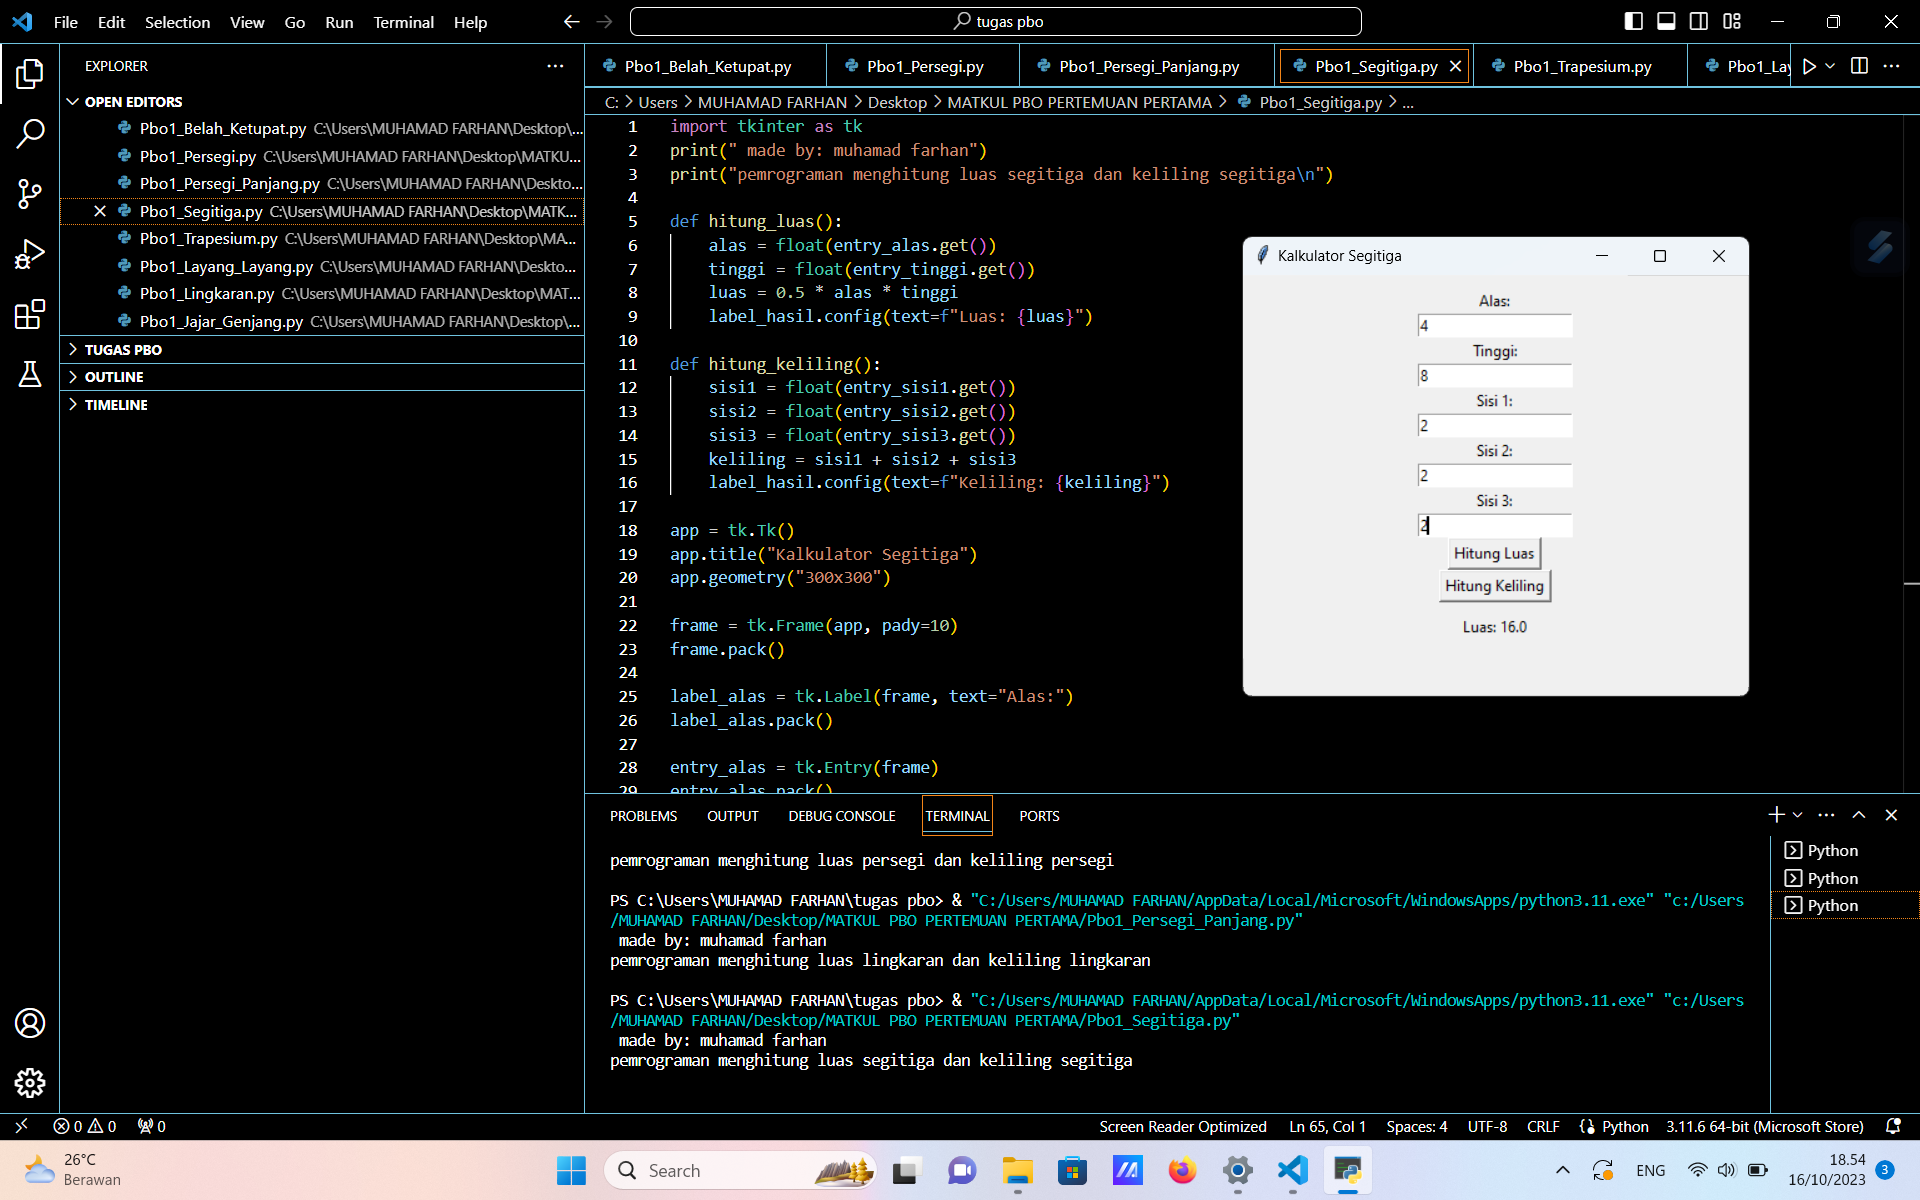 File Edit Selection View Go Run Terminal Help
tugas pbo
EXPLORER
OPEN EDITORS
Pbo1_Belah_Ketupat.py C:\Users\MUHAMAD FARHAN\Desktop\...
Pbo1_Persegi.py C:\Users\MUHAMAD FARHAN\Desktop\MATKU...
Pbo1_Persegi_Panjang.py C:\Users\MUHAMAD FARHAN\Deskto...
Pbo1_Segitiga.py C:\Users\MUHAMAD FARHAN\Desktop\MATK...
Pbo1_Trapesium.py C:\Users\MUHAMAD FARHAN\Desktop\MA...
Pbo1_Layang_Layang.py C:\Users\MUHAMAD FARHAN\Deskto...
Pbo1_Lingkaran.py C:\Users\MUHAMAD FARHAN\Desktop\MAT...
Pbo1_Jajar_Genjang.py C:\Users\MUHAMAD FARHAN\Desktop\...
TUGAS PBO
OUTLINE
TIMELINE
Pbo1_Belah_Ketupat.py Pbo1_Persegi.py Pbo1_Persegi_Panjang.py Pbo1_Segitiga.py Pbo1_Trapesium.py Pbo1_Lay
C: > Users > MUHAMAD FARHAN > Desktop > MATKUL PBO PERTEMUAN PERTAMA > Pbo1_Segitiga.py > ...
1 import tkinter as tk
2 print(" made by: muhamad farhan")
3 print("pemrograman menghitung luas segitiga dan keliling segitiga\n")
4
5 def hitung_luas():
6     alas = float(entry_alas.get())
7     tinggi = float(entry_tinggi.get())
8     luas = 0.5 * alas * tinggi
9     label_hasil.config(text=f"Luas: {luas}")
10
11 def hitung_keliling():
12     sisi1 = float(entry_sisi1.get())
13     sisi2 = float(entry_sisi2.get())
14     sisi3 = float(entry_sisi3.get())
15     keliling = sisi1 + sisi2 + sisi3
16     label_hasil.config(text=f"Keliling: {keliling}")
17
18 app = tk.Tk()
19 app.title("Kalkulator Segitiga")
20 app.geometry("300x300")
21
22 frame = tk.Frame(app, pady=10)
23 frame.pack()
24
25 label_alas = tk.Label(frame, text="Alas:")
26 label_alas.pack()
27
28 entry_alas = tk.Entry(frame)
29 entry_alas.pack()
Kalkulator Segitiga
Alas:
4
Tinggi:
8
Sisi 1:
2
Sisi 2:
2
Sisi 3:
2
Hitung Luas
Hitung Keliling
Luas: 16.0
PROBLEMS OUTPUT DEBUG CONSOLE TERMINAL PORTS
pemrograman menghitung luas persegi dan keliling persegi
PS C:\Users\MUHAMAD FARHAN\tugas pbo> & "C:/Users/MUHAMAD FARHAN/AppData/Local/Microsoft/WindowsApps/python3.11.exe" "c:/Users
/MUHAMAD FARHAN/Desktop/MATKUL PBO PERTEMUAN PERTAMA/Pbo1_Persegi_Panjang.py"
made by: muhamad farhan
pemrograman menghitung luas lingkaran dan keliling lingkaran
PS C:\Users\MUHAMAD FARHAN\tugas pbo> & "C:/Users/MUHAMAD FARHAN/AppData/Local/Microsoft/WindowsApps/python3.11.exe" "c:/Users
/MUHAMAD FARHAN/Desktop/MATKUL PBO PERTEMUAN PERTAMA/Pbo1_Segitiga.py"
made by: muhamad farhan
pemrograman menghitung luas segitiga dan keliling segitiga
Python
Python
Python
0 0 0 Screen Reader Optimized Ln 65, Col 1 Spaces: 4 UTF-8 CRLF Python 3.11.6 64-bit (Microsoft Store)
26°C
Berawan
Search
ENG
18.54
16/10/2023
3